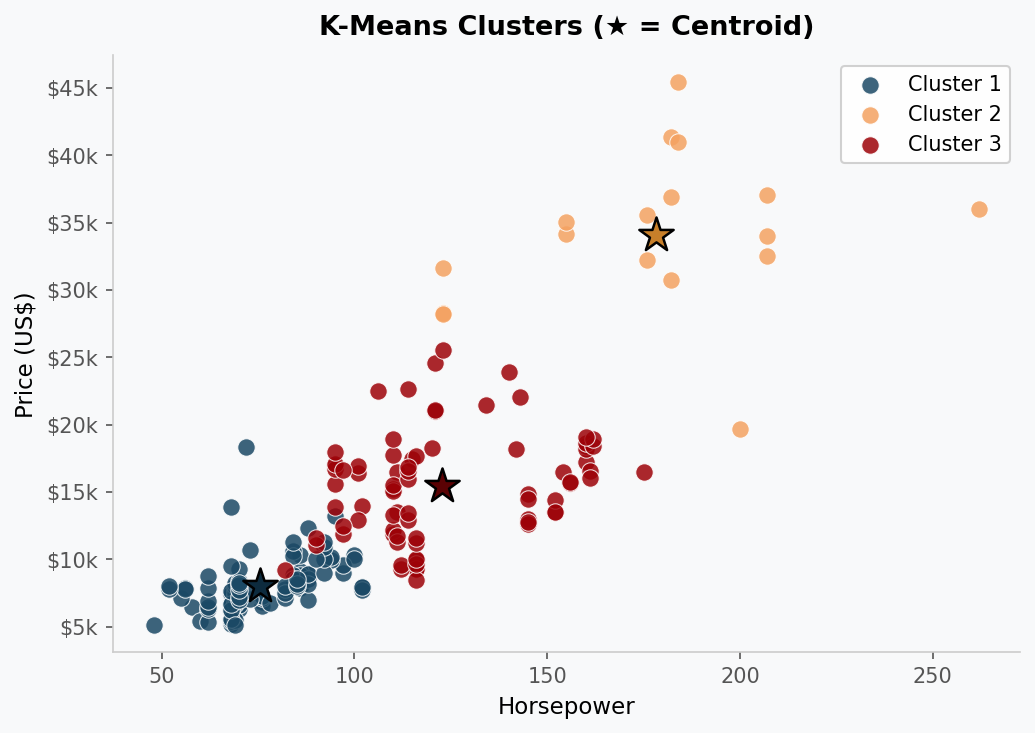 K-Means Clusters (★ = Centroid)
Cluster 1
Cluster 2
Cluster 3
Price (US$)
$45k
$40k
$35k
$30k
$25k
$20k
$15k
$10k
$5k
50
100
150
200
250
Horsepower